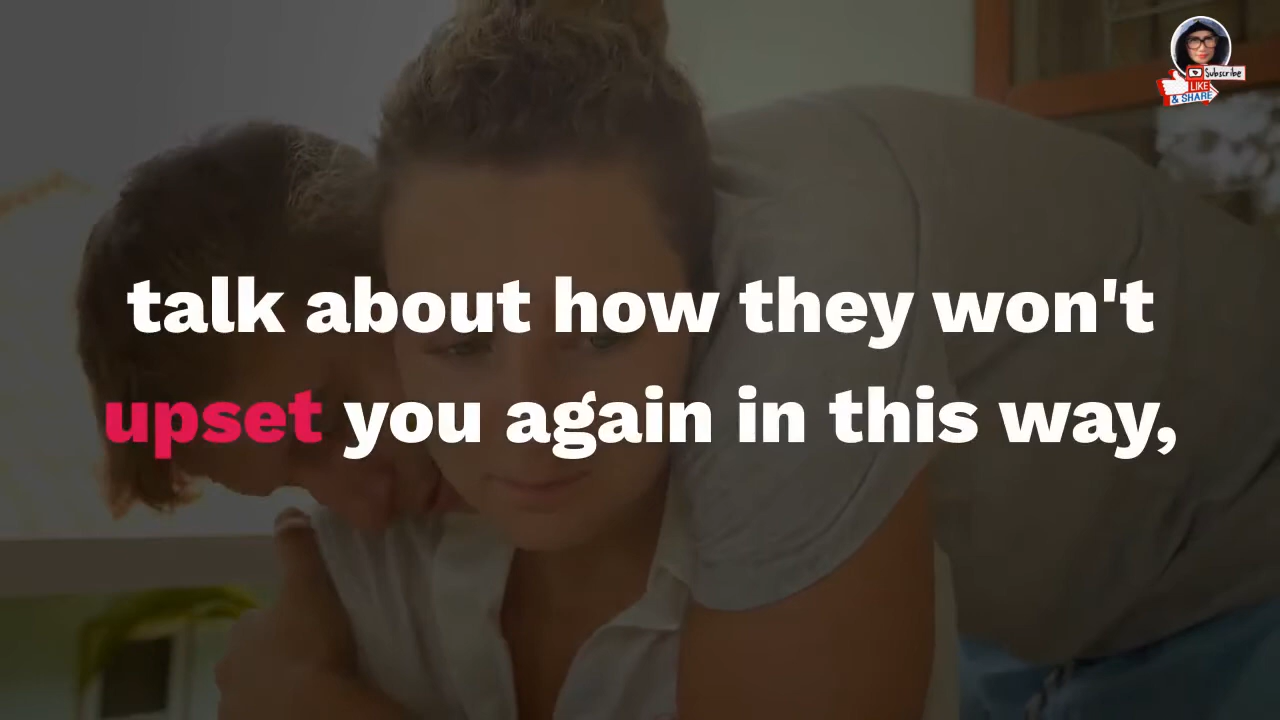 talk about how they won't
upset you again in this way,
Subscribe
LIKE
& SHARE